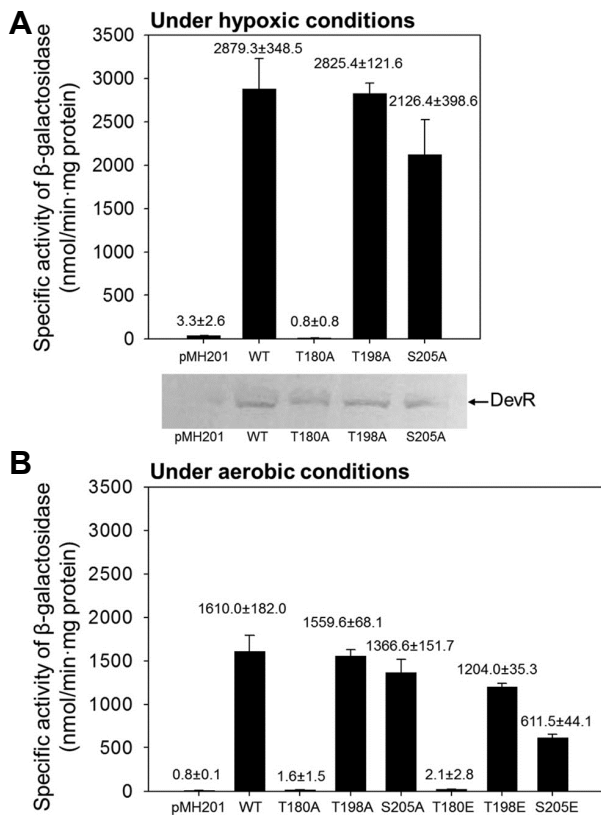 A
Under hypoxic conditions
Specific activity of β-galactosidase
(nmol/min·mg protein)
3500
3000
2500
2000
1500
1000
500
0
2879.3±348.5
2825.4±121.6
2126.4±398.6
3.3±2.6
0.8±0.8
pMH201 WT T180A T198A S205A
DevR
pMH201 WT T180A T198A S205A
B
Under aerobic conditions
Specific activity of β-galactosidase
(nmol/min·mg protein)
3500
3000
2500
2000
1500
1000
500
0
1610.0±182.0
1559.6±68.1
1366.6±151.7
1204.0±35.3
611.5±44.1
0.8±0.1
1.6±1.5
2.1±2.8
pMH201 WT T180A T198A S205A T180E T198E S205E